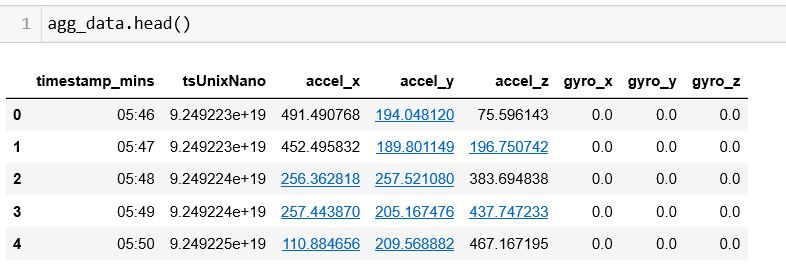 1 agg_data.head()
timestamp_mins tsUnixNano accel_x accel_y accel_z gyro_x gyro_y gyro_z
0 05:46 9.249223e+19 491.490768 194.048120 75.596143 0.0 0.0 0.0
1 05:47 9.249223e+19 452.495832 189.801149 196.750742 0.0 0.0 0.0
2 05:48 9.249224e+19 256.362818 257.521080 383.694838 0.0 0.0 0.0
3 05:49 9.249224e+19 257.443870 205.167476 437.747233 0.0 0.0 0.0
4 05:50 9.249225e+19 110.884656 209.568882 467.167195 0.0 0.0 0.0